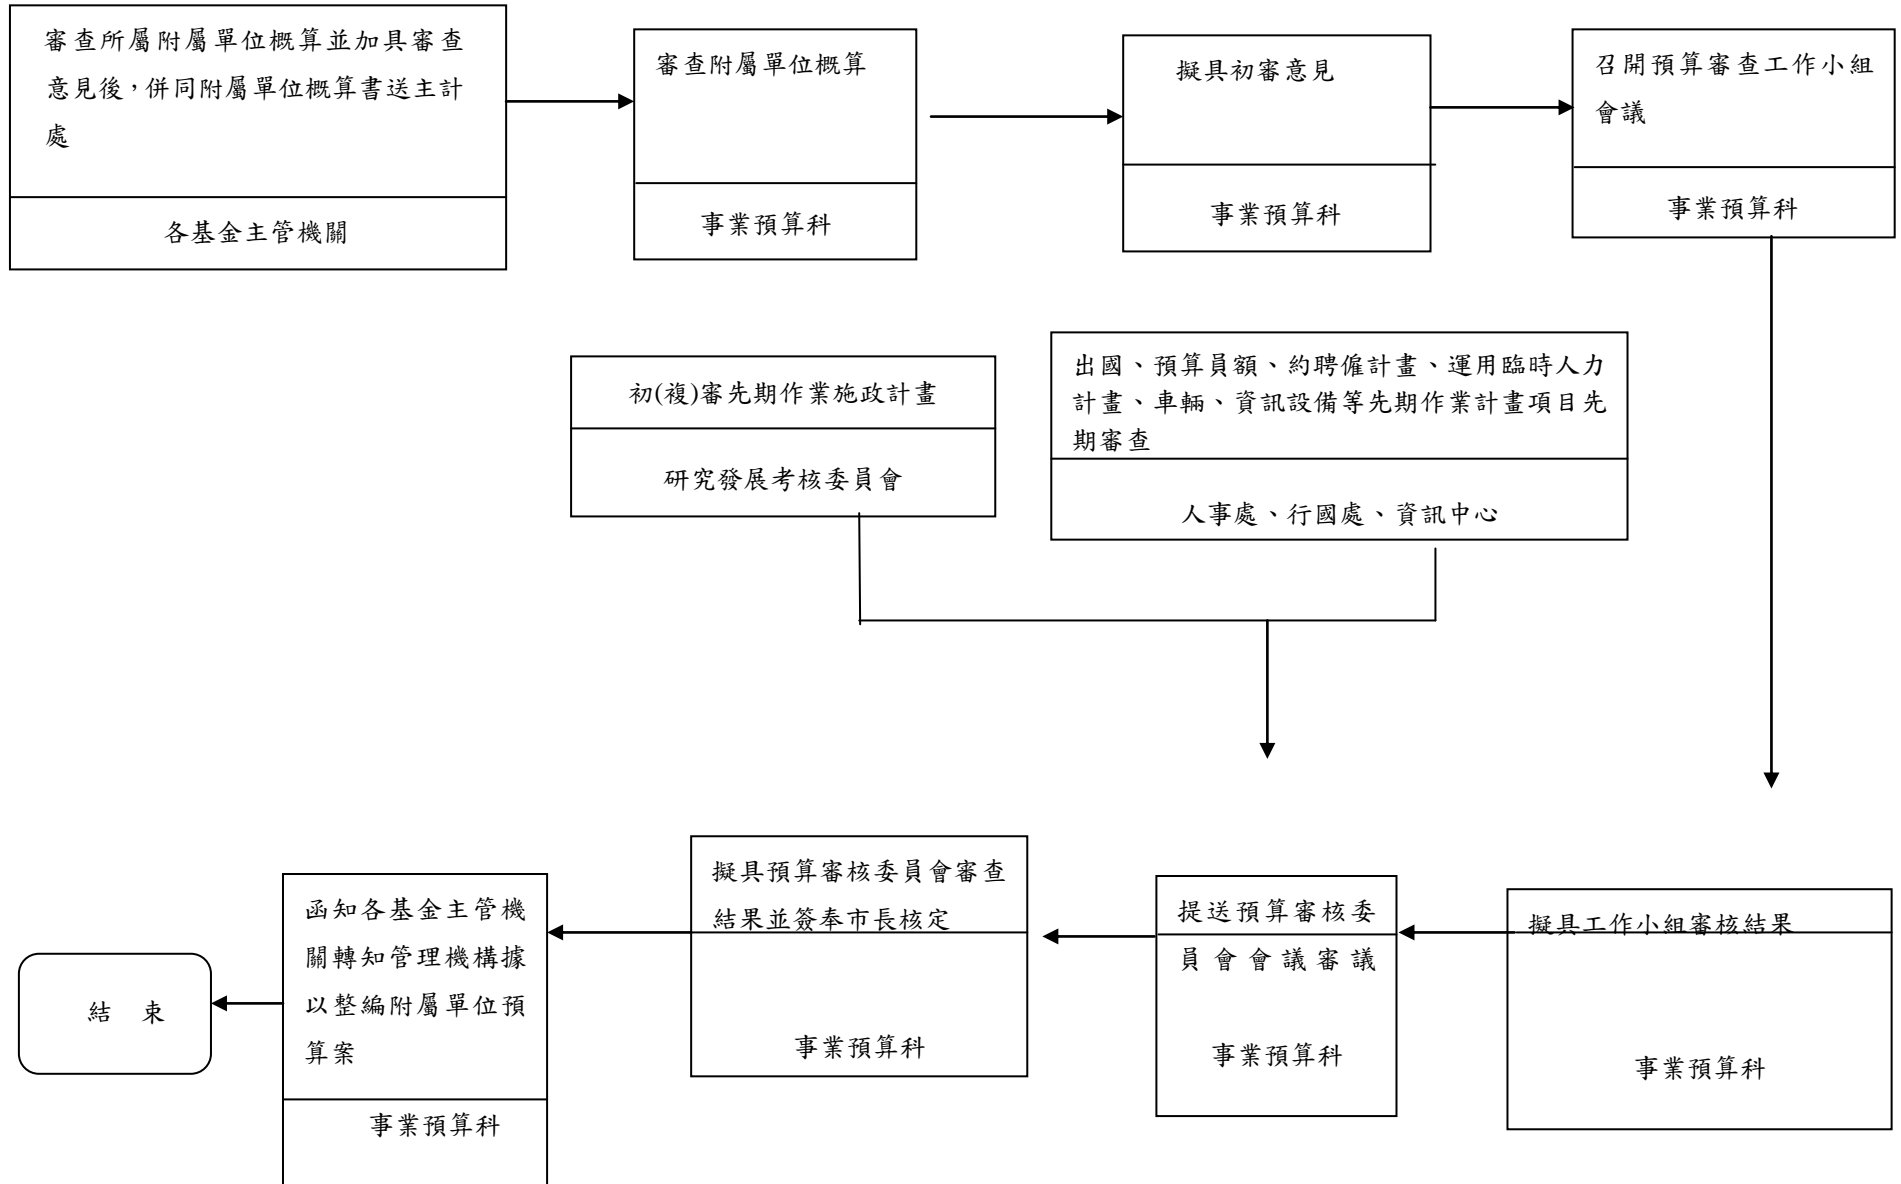 審查所屬附屬單位概算並加具審查
意見後，併同附屬單位概算書送主計
處
各基金主管機關
審查附屬單位概算
事業預算科
擬具初審意見
事業預算科
召開預算審查工作小組
會議
事業預算科
初(複)審先期作業施政計畫
研究發展考核委員會
出國、預算員額、約聘僱計畫、運用臨時人力
計畫、車輛、資訊設備等先期作業計畫項目先
期審查
人事處、行國處、資訊中心
擬具工作小組審核結果
事業預算科
提送預算審核委
員會會議審議
事業預算科
擬具預算審核委員會審查
結果並簽奉市長核定
事業預算科
函知各基金主管機
關轉知管理機構據
以整編附屬單位預
算案
事業預算科
結 束